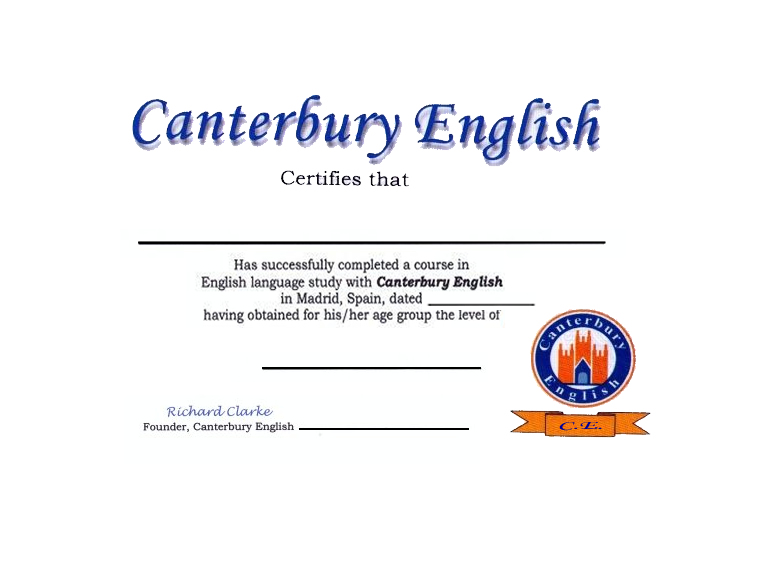 Canterbury English
Certifies that
Has successfully completed a course in
English language study with Canterbury English
in Madrid, Spain, dated
having obtained for his/her age group the level of
Canterbury
English
C.E.
Richard Clarke
Founder, Canterbury English